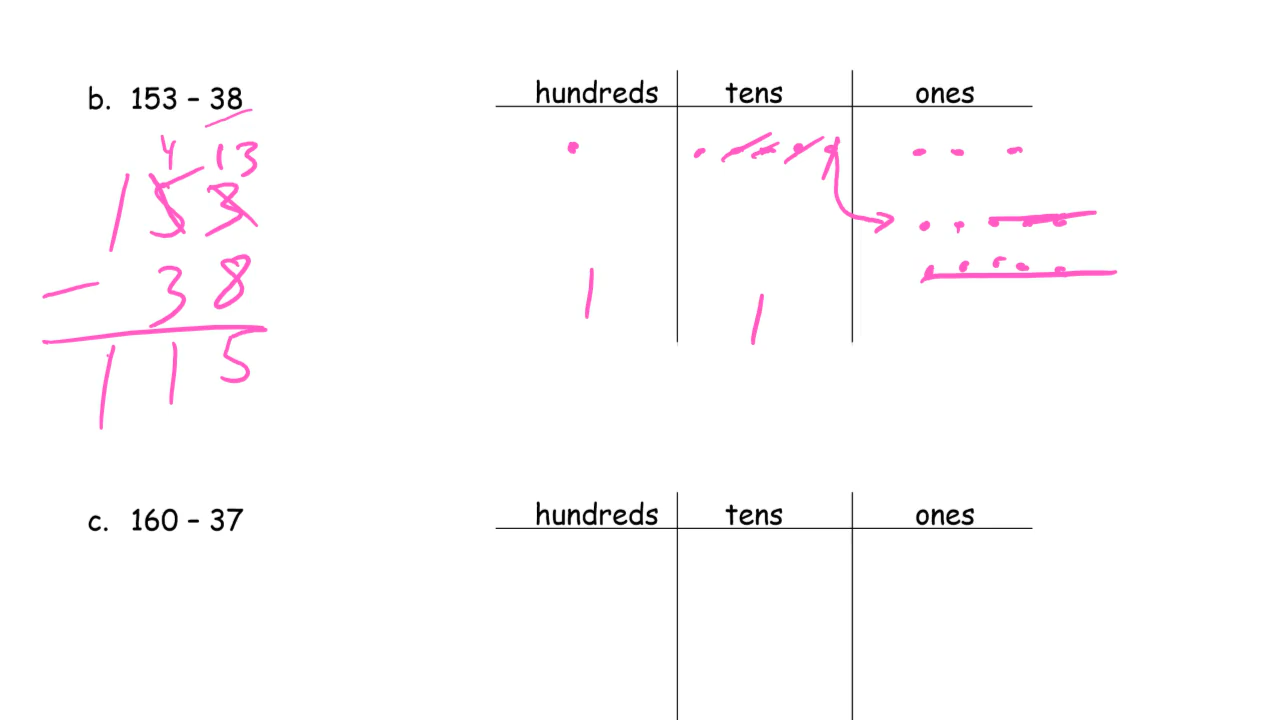 b. 153 – 38
hundreds tens ones
4 13
153
– 38
115
1 1
c. 160 – 37
hundreds tens ones